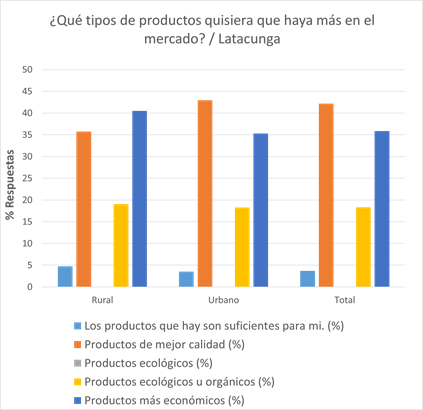 ¿Qué tipos de productos quisiera que haya más en el
mercado? / Latacunga
50
45
40
35
30
25
20
15
10
5
0
% Respuestas
Rural Urbano Total
Los productos que hay son suficientes para mi. (%)
Productos de mejor calidad (%)
Productos ecológicos (%)
Productos ecológicos u orgánicos (%)
Productos más económicos (%)